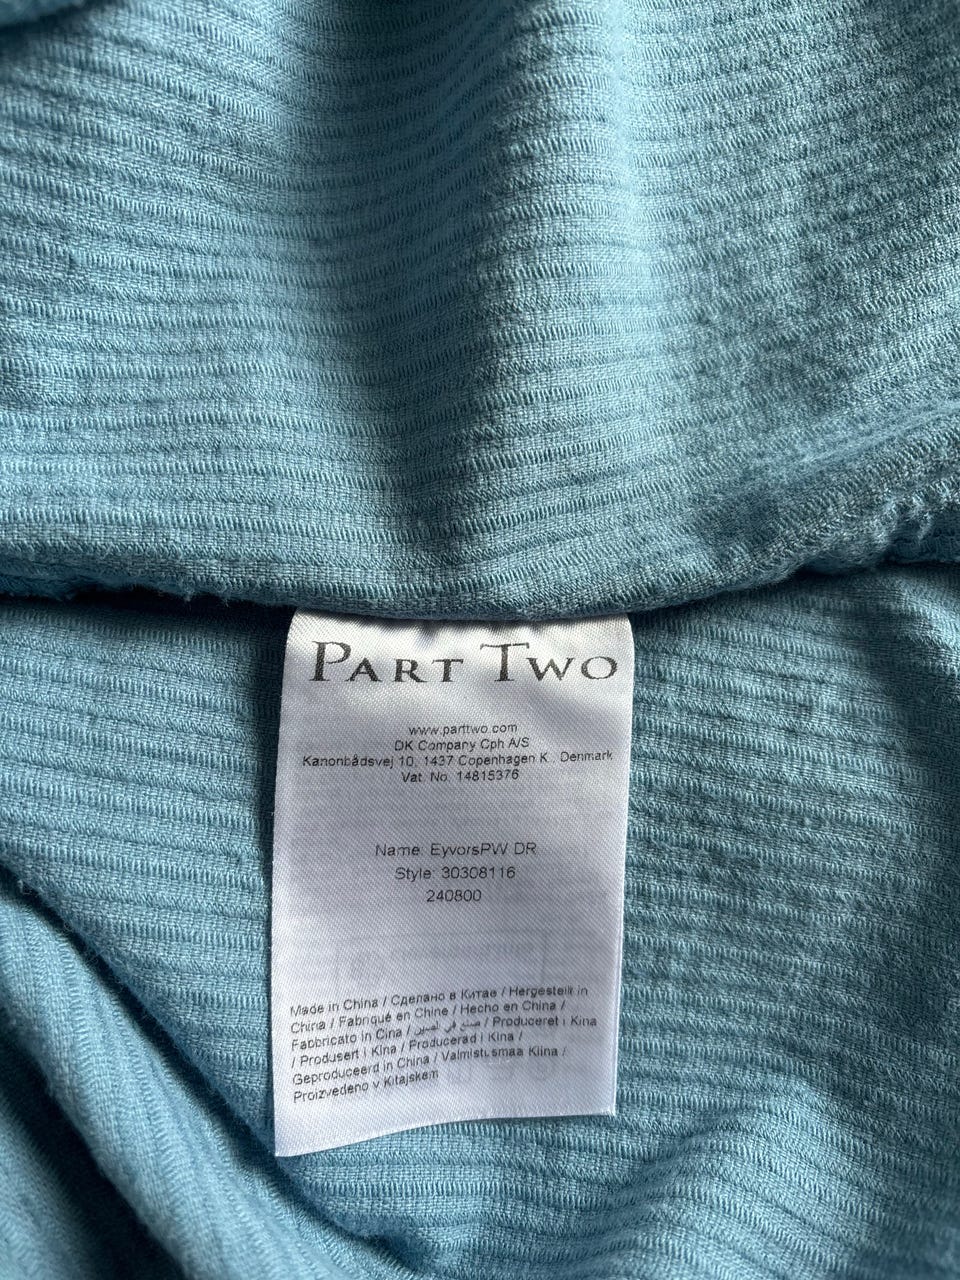 PART TWO
www.parttwo.com
DK Company Cph A/S
Kanonbådsvej 10, 1437 Copenhagen K., Denmark
Vat. No. 14815376
Name: EyvorsPW DR
Style: 30308116
240800
Made in China / Сделано в Китае / Hergestellt in
China / Fabriqué en Chine / Hecho en China /
Fabbricato in Cina / صنع في الصين / Produceret i Kina
/ Produsert i Kina / Producerad i Kina /
Geproduceerd in China / Valmistusmaa Kiina /
Proizvedeno v Kitajskem